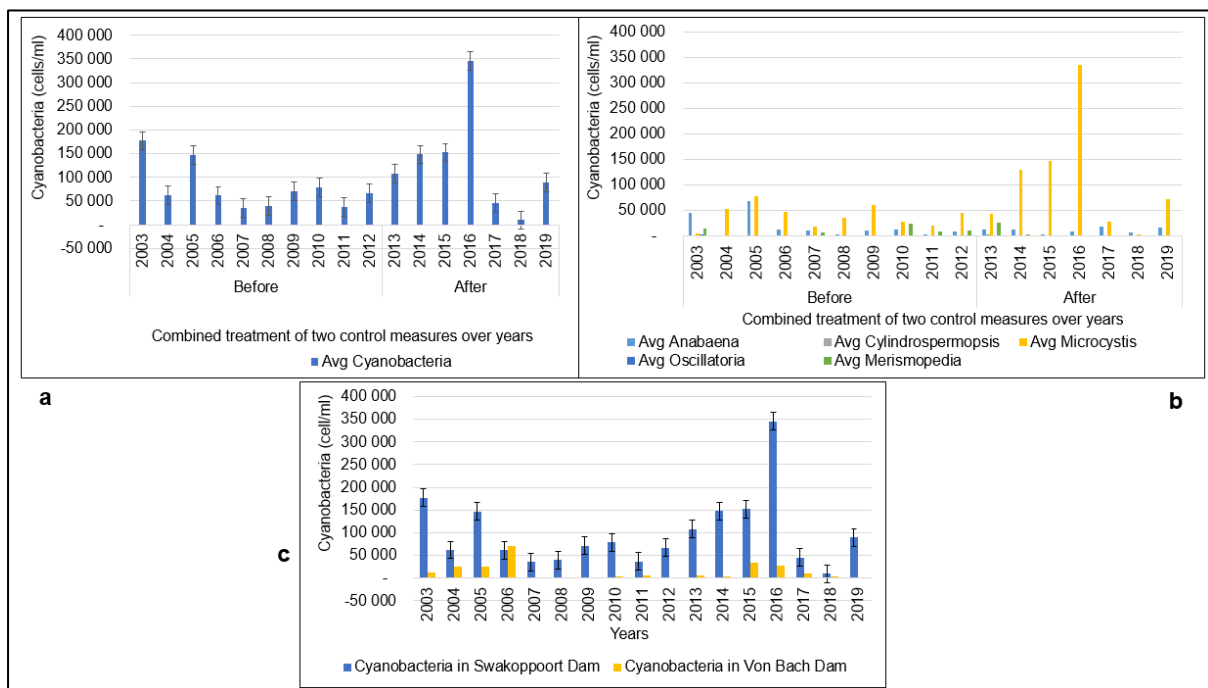 Cyanobacteria (cells/ml)
400 000
350 000
300 000
250 000
200 000
150 000
100 000
50 000
-
-50 000
2003 2004 2005 2006 2007 2008 2009 2010 2011 2012 2013 2014 2015 2016 2017 2018 2019
Before After
Combined treatment of two control measures over years
Avg Cyanobacteria
a
Cyanobacteria (cells/ml)
400 000
350 000
300 000
250 000
200 000
150 000
100 000
50 000
-
2003 2004 2005 2006 2007 2008 2009 2010 2011 2012 2013 2014 2015 2016 2017 2018 2019
Before After
Combined treatment of two control measures over years
Avg Anabaena Avg Cylindrospermopsis Avg Microcystis
Avg Oscillatoria Avg Merismopedia
b
c
Cyanobacteria (cell/ml)
400 000
350 000
300 000
250 000
200 000
150 000
100 000
50 000
-
-50 000
2003 2004 2005 2006 2007 2008 2009 2010 2011 2012 2013 2014 2015 2016 2017 2018 2019
Years
Cyanobacteria in Swakoppoort Dam Cyanobacteria in Von Bach Dam